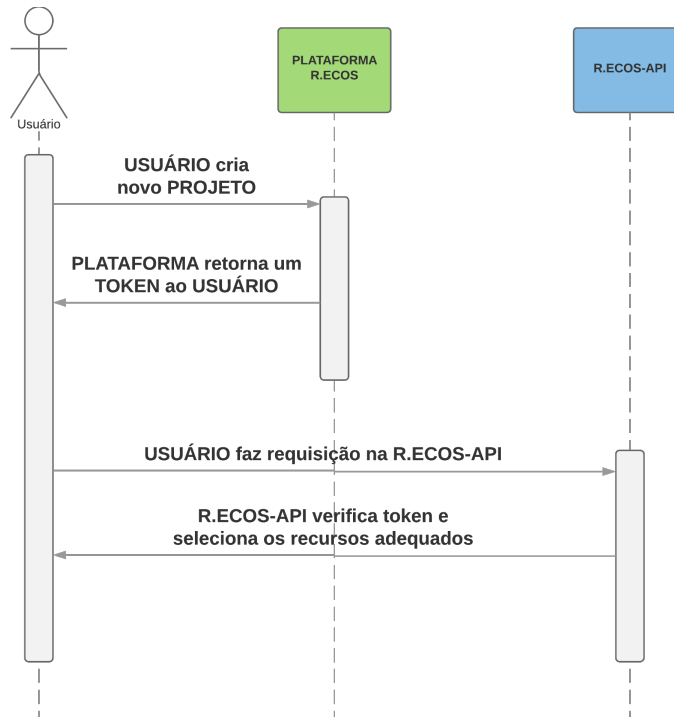 PLATAFORMA
R.ECOS
R.ECOS-API
Usuário
USUÁRIO cria
novo PROJETO
PLATAFORMA retorna um
TOKEN ao USUÁRIO
USUÁRIO faz requisição na R.ECOS-API
R.ECOS-API verifica token e
seleciona os recursos adequados